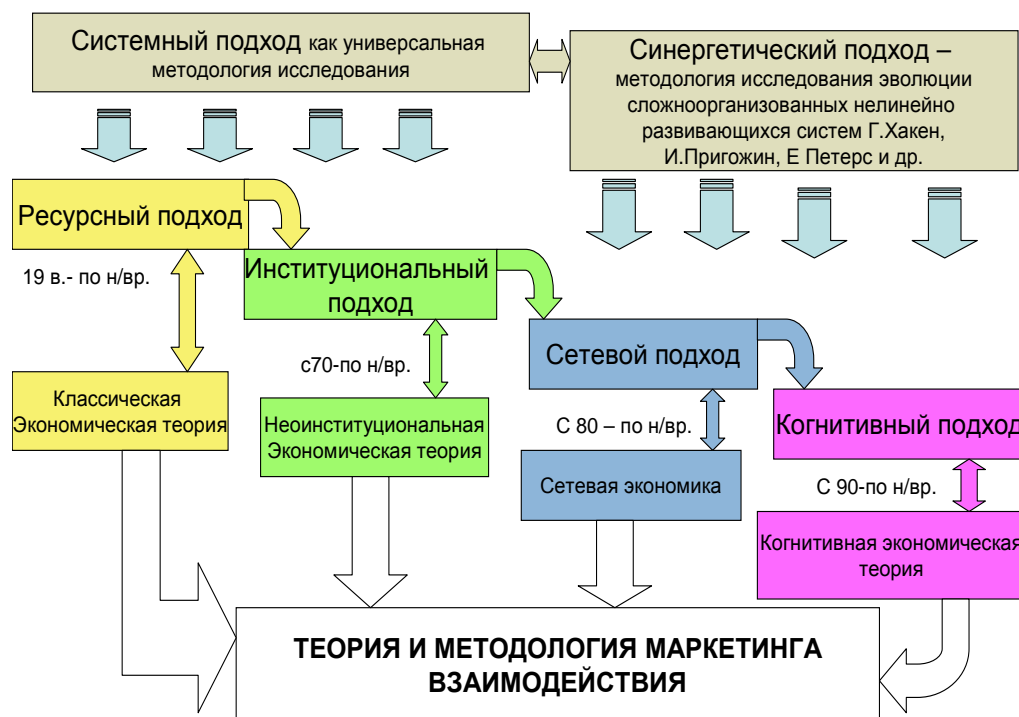 Системный подход как универсальная
методология исследования
Синергетический подход –
методология исследования эволюции
сложноорганизованных нелинейно
развивающихся систем Г.Хакен,
И.Пригожин, Е Петерс и др.
Ресурсный подход
19 в.- по н/вр.
Институциональный
подход
с70-по н/вр.
Сетевой подход
Классическая
Экономическая теория
Неоинституциональная
Экономическая теория
С 80 – по н/вр.
Когнитивный подход
Сетевая экономика
С 90-по н/вр.
Когнитивная экономическая
теория
ТЕОРИЯ И МЕТОДОЛОГИЯ МАРКЕТИНГА
ВЗАИМОДЕЙСТВИЯ